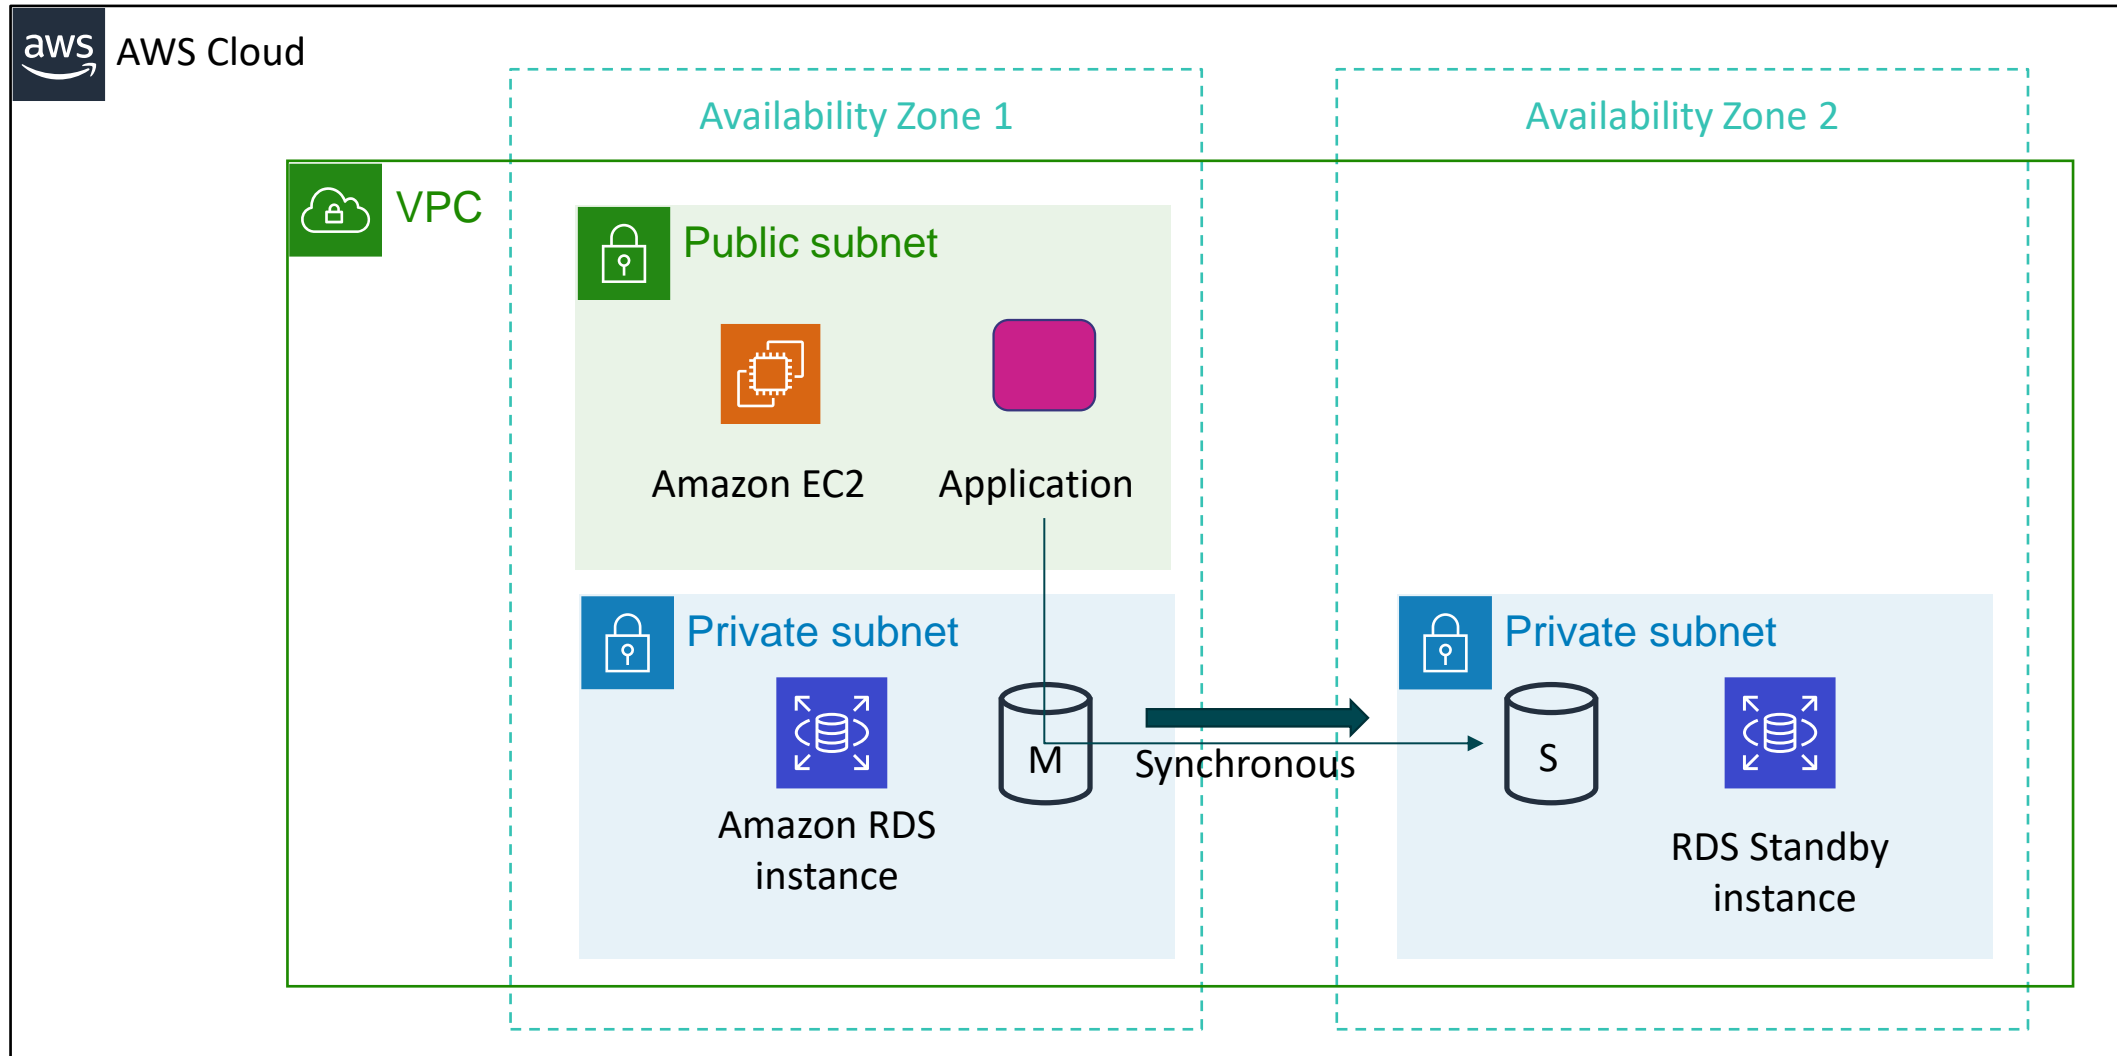 aws
AWS Cloud
Availability Zone 1
Availability Zone 2
VPC
Public subnet
Amazon EC2
Application
Private subnet
Private subnet
M
Synchronous
S
Amazon RDS
instance
RDS Standby
instance